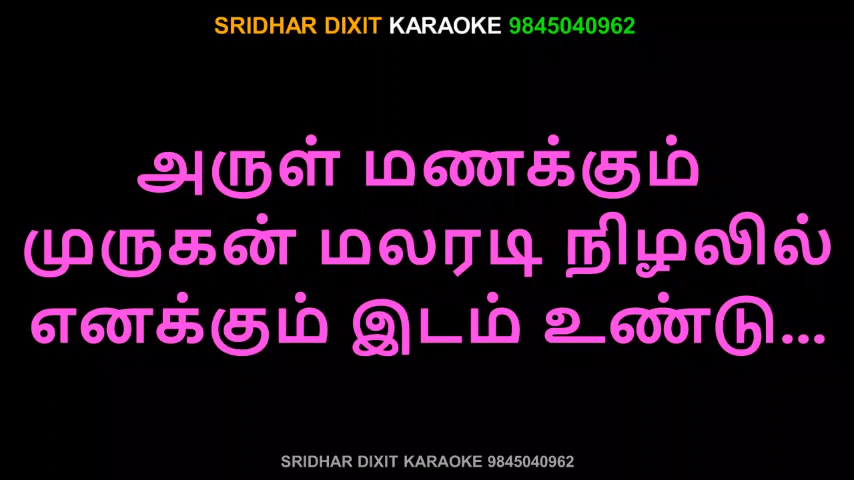 SRIDHAR DIXIT KARAOKE 9845040962
அருள் மணக்கும்
முருகன் மலரடி நிழலில்
எனக்கும் இடம் உண்டு...
SRIDHAR DIXIT KARAOKE 9845040962